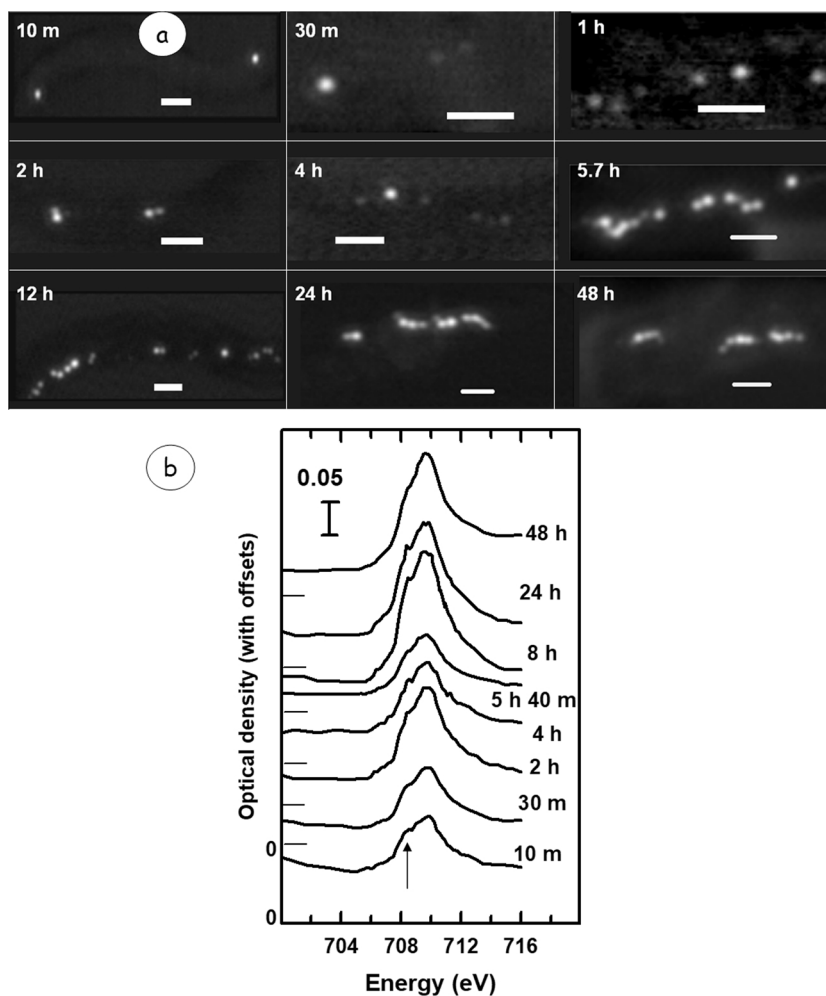 10 m
a
30 m
1 h
2 h
4 h
5.7 h
12 h
24 h
48 h
b
0.05
48 h
24 h
8 h
5 h 40 m
4 h
2 h
30 m
10 m
0
0
Optical density (with offsets)
704 708 712 716
Energy (eV)